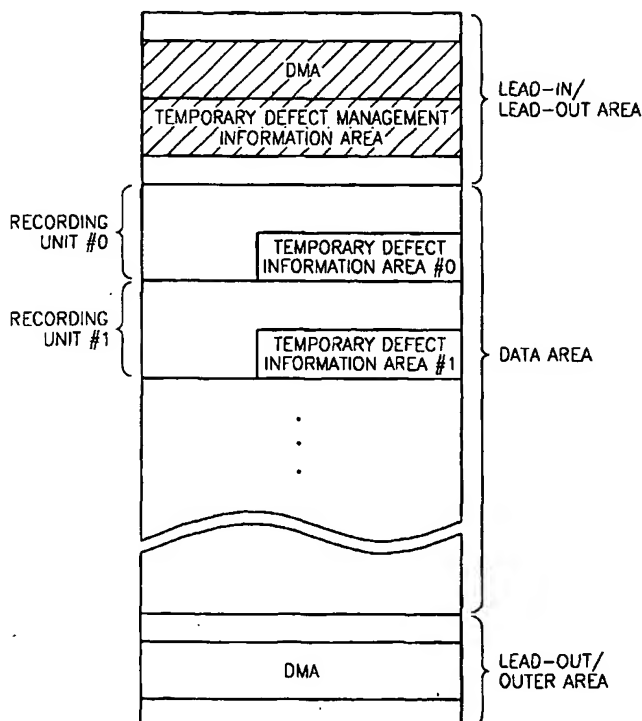 DMA
TEMPORARY DEFECT MANAGEMENT
INFORMATION AREA
LEAD-IN/
LEAD-OUT AREA
RECORDING
UNIT #0
TEMPORARY DEFECT
INFORMATION AREA #0
RECORDING
UNIT #1
TEMPORARY DEFECT
INFORMATION AREA #1
DATA AREA
DMA
LEAD-OUT/
OUTER AREA